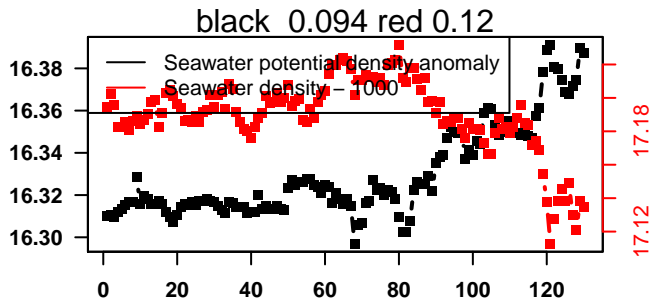 black 0.094 red 0.12
Seawater potential density anomaly
Seawater density − 1000
16.38
16.36
16.34
16.32
16.30
17.18
17.12
0 20 40 60 80 100 120